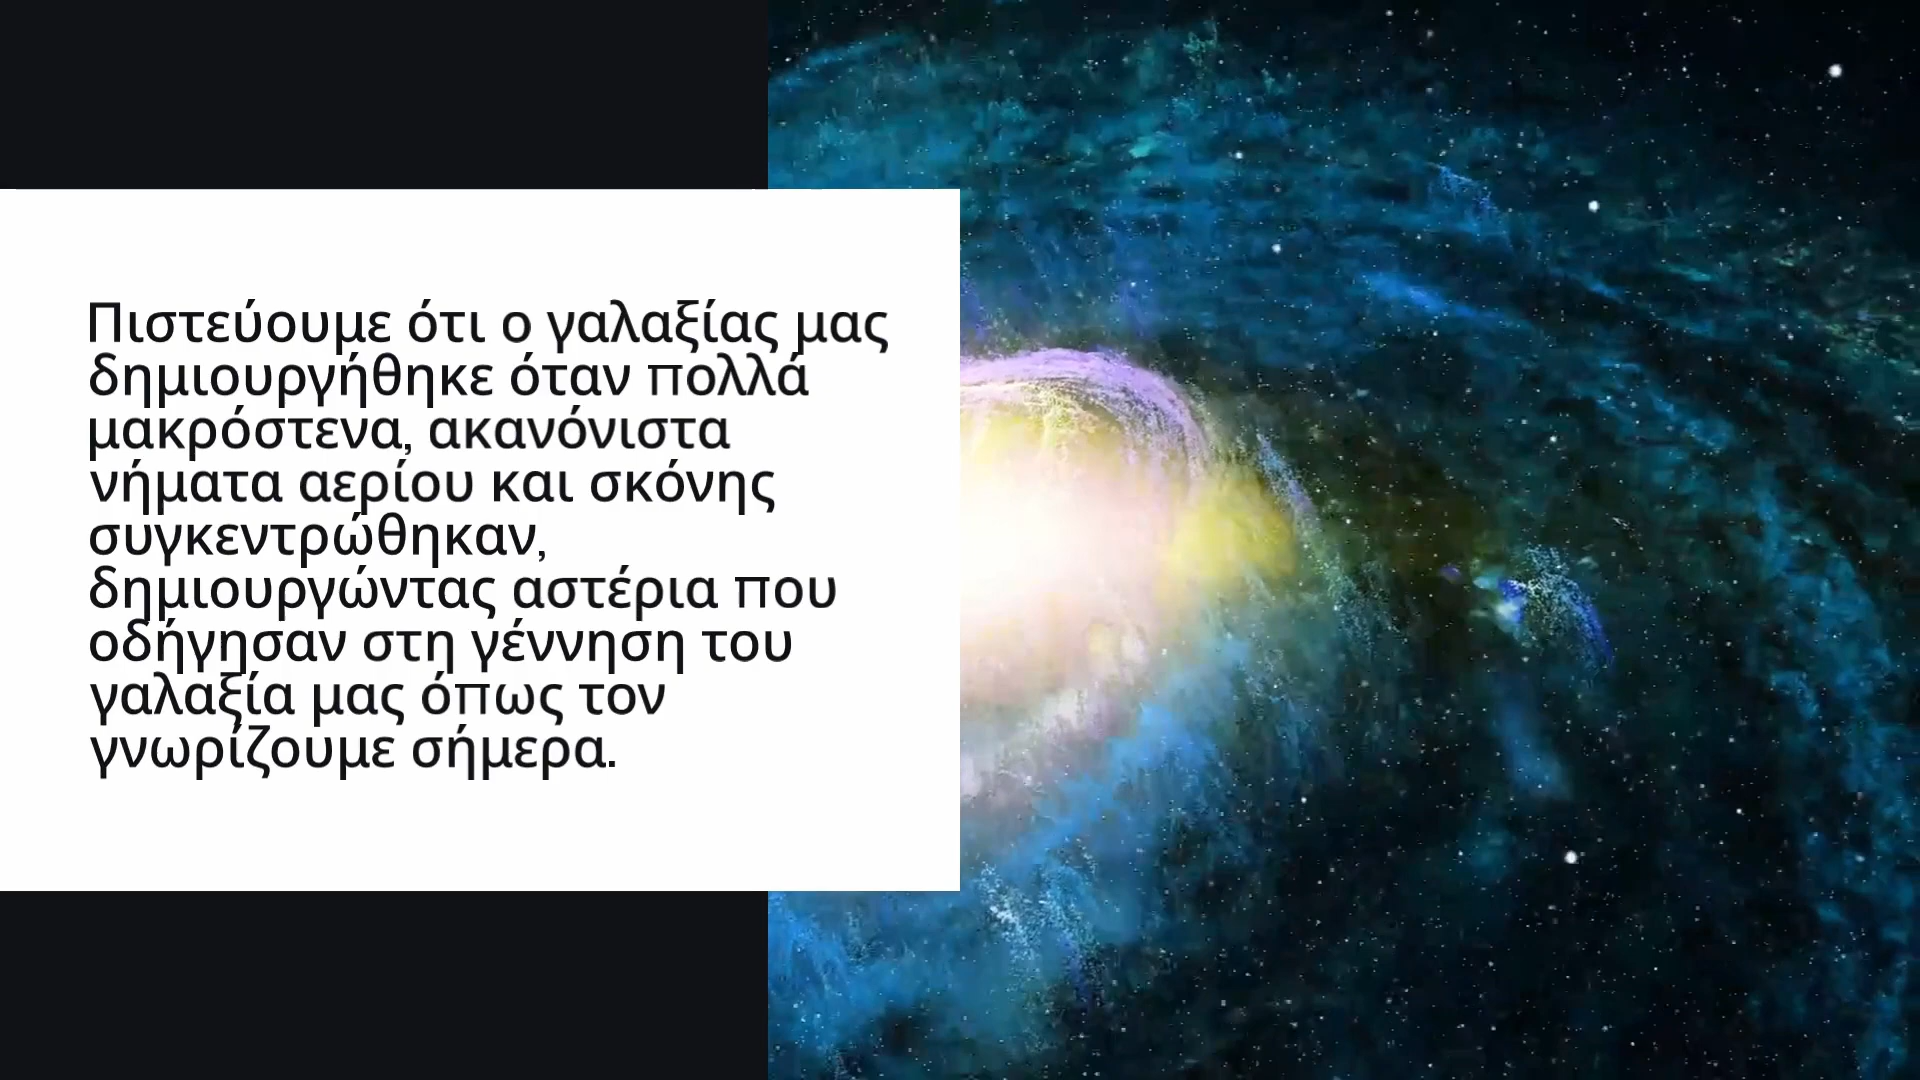 Πιστεύουμε ότι ο γαλαξίας μας
δημιουργήθηκε όταν πολλά
μακρόστενα, ακανόνιστα
νήματα αερίου και σκόνης
συγκεντρώθηκαν,
δημιουργώντας αστέρια που
οδήγησαν στη γέννηση του
γαλαξία μας όπως τον
γνωρίζουμε σήμερα.